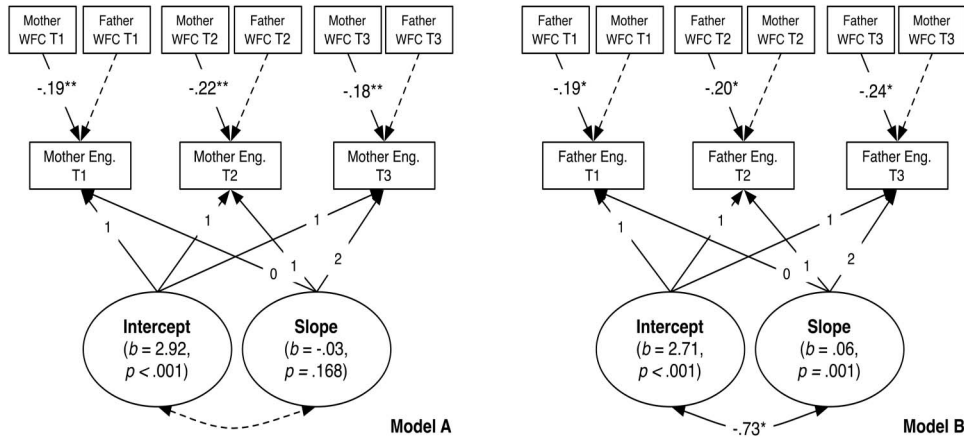 Mother
WFC T1
Father
WFC T1
Mother
WFC T2
Father
WFC T2
Mother
WFC T3
Father
WFC T3
-.19**
-.22**
-.18**
Mother Eng.
T1
Mother Eng.
T2
Mother Eng.
T3
1
1
1
0
1
2
Intercept
(b = 2.92,
p < .001)
Slope
(b = -.03,
p = .168)
Model A
Father
WFC T1
Mother
WFC T1
Father
WFC T2
Mother
WFC T2
Father
WFC T3
Mother
WFC T3
-.19*
-.20*
-.24*
Father Eng.
T1
Father Eng.
T2
Father Eng.
T3
1
1
1
0
1
2
Intercept
(b = 2.71,
p < .001)
Slope
(b = .06,
p = .001)
-.73*
Model B